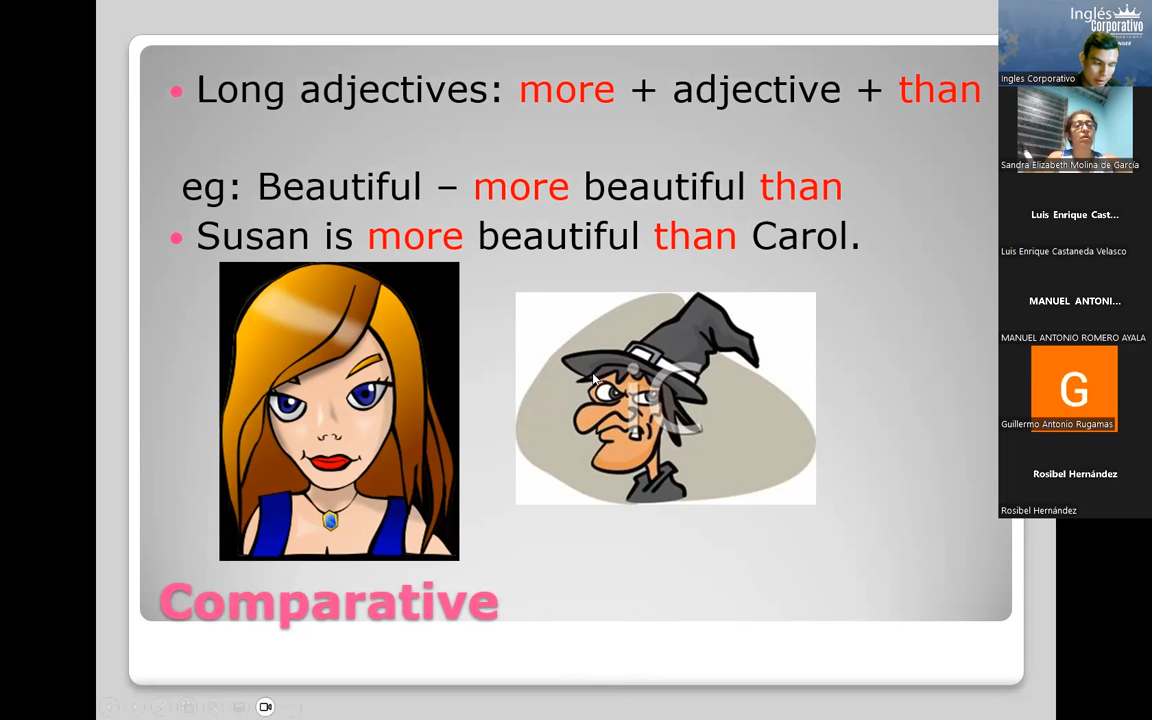 Long adjectives: more + adjective + than
eg: Beautiful – more beautiful than
Susan is more beautiful than Carol.
Comparative
Inglés
Corporativo
Ingles Corporativo
Sandra Elizabeth Molina de García
Luis Enrique Cast...
Luis Enrique Castaneda Velasco
MANUEL ANTONI...
MANUEL ANTONIO ROMERO AYALA
G
Guillermo Antonio Rugamas
Rosibel Hernández
Rosibel Hernández